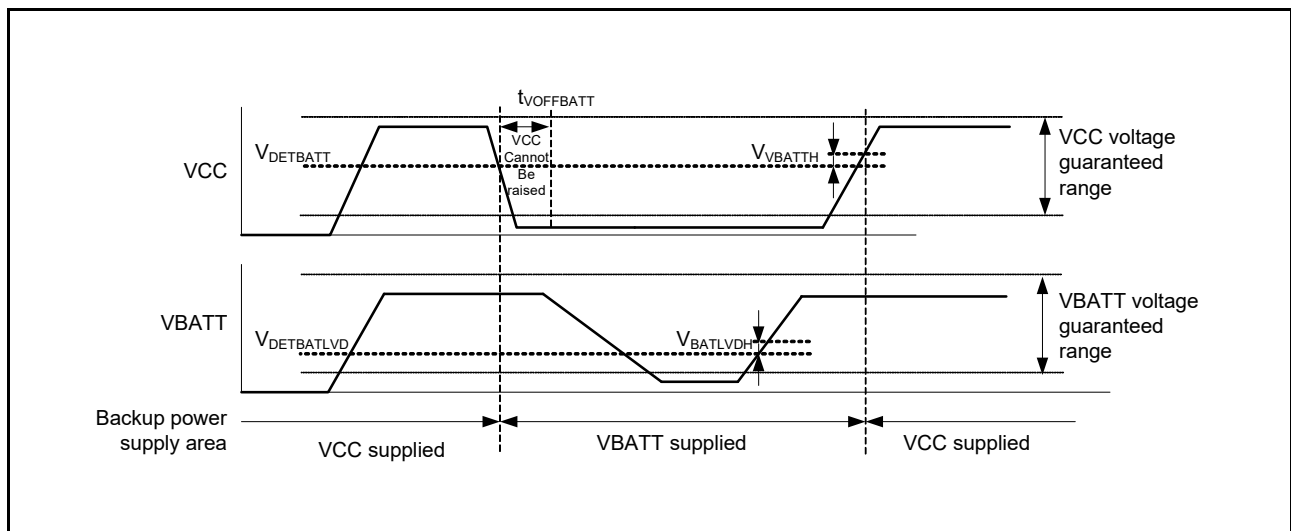 tVOFFBATT
VCC
Cannot
Be
raised
VDETBATT
VCC
VVBATTH
VCC voltage
guaranteed
range
VBATT
VDETBATLVD
VBATLVDH
VBATT voltage
guaranteed
range
Backup power
supply area
VCC supplied
VBATT supplied
VCC supplied